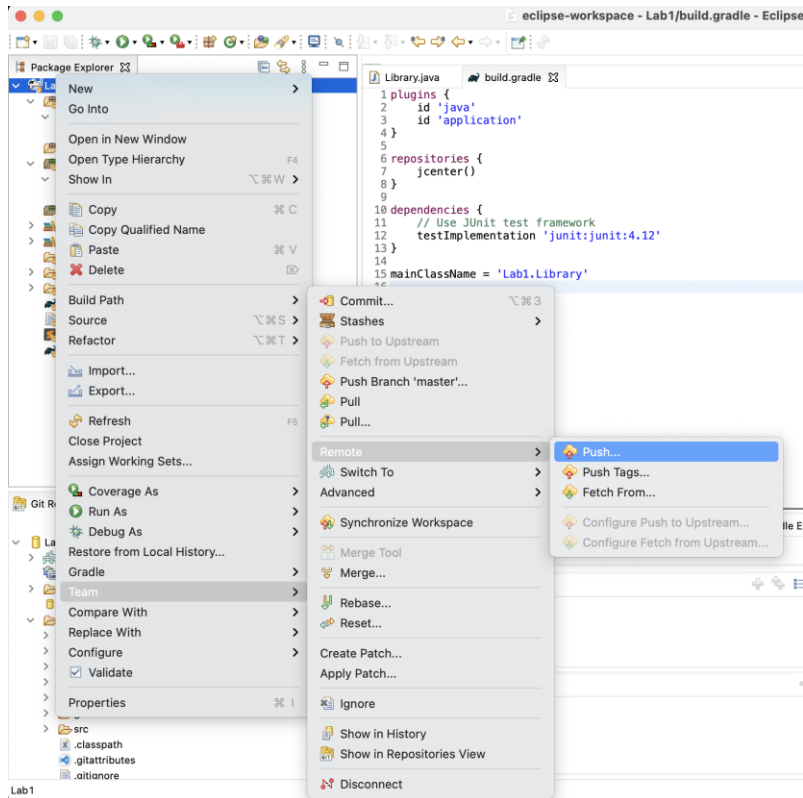 eclipse-workspace - Lab1/build.gradle - Eclips
Package Explorer
Library.java
build.gradle
La
1 plugins {
2 id 'java'
3 id 'application'
4 }
5
6 repositories {
7 jcenter()
8 }
9
10 dependencies {
11 // Use JUnit test framework
12 testImplementation 'junit:junit:4.12'
13 }
14
15 mainClassName = 'Lab1.Library'
16
New
Go Into
Open in New Window
Open Type Hierarchy F4
Show In ⌥⌘W
Copy ⌘ C
Copy Qualified Name
Paste ⌘ V
Delete ⌦
Build Path
Source ⌥⌘S
Refactor ⌥⌘T
Import...
Export...
Refresh F5
Close Project
Assign Working Sets...
Coverage As
Run As
Debug As
Restore from Local History...
Gradle
Team
Compare With
Replace With
Configure
Validate
Properties ⌘ I
Commit... ⌥⌘3
Stashes
Push to Upstream
Fetch from Upstream
Push Branch 'master'...
Pull
Pull...
Remote
Switch To
Advanced
Synchronize Workspace
Merge Tool
Merge...
Rebase...
Reset...
Create Patch...
Apply Patch...
Ignore
Show in History
Show in Repositories View
Disconnect
Push...
Push Tags...
Fetch From...
Configure Push to Upstream...
Configure Fetch from Upstream...
Git Re
La
dle E
src
.classpath
.gitattributes
.gitignore
Lab1